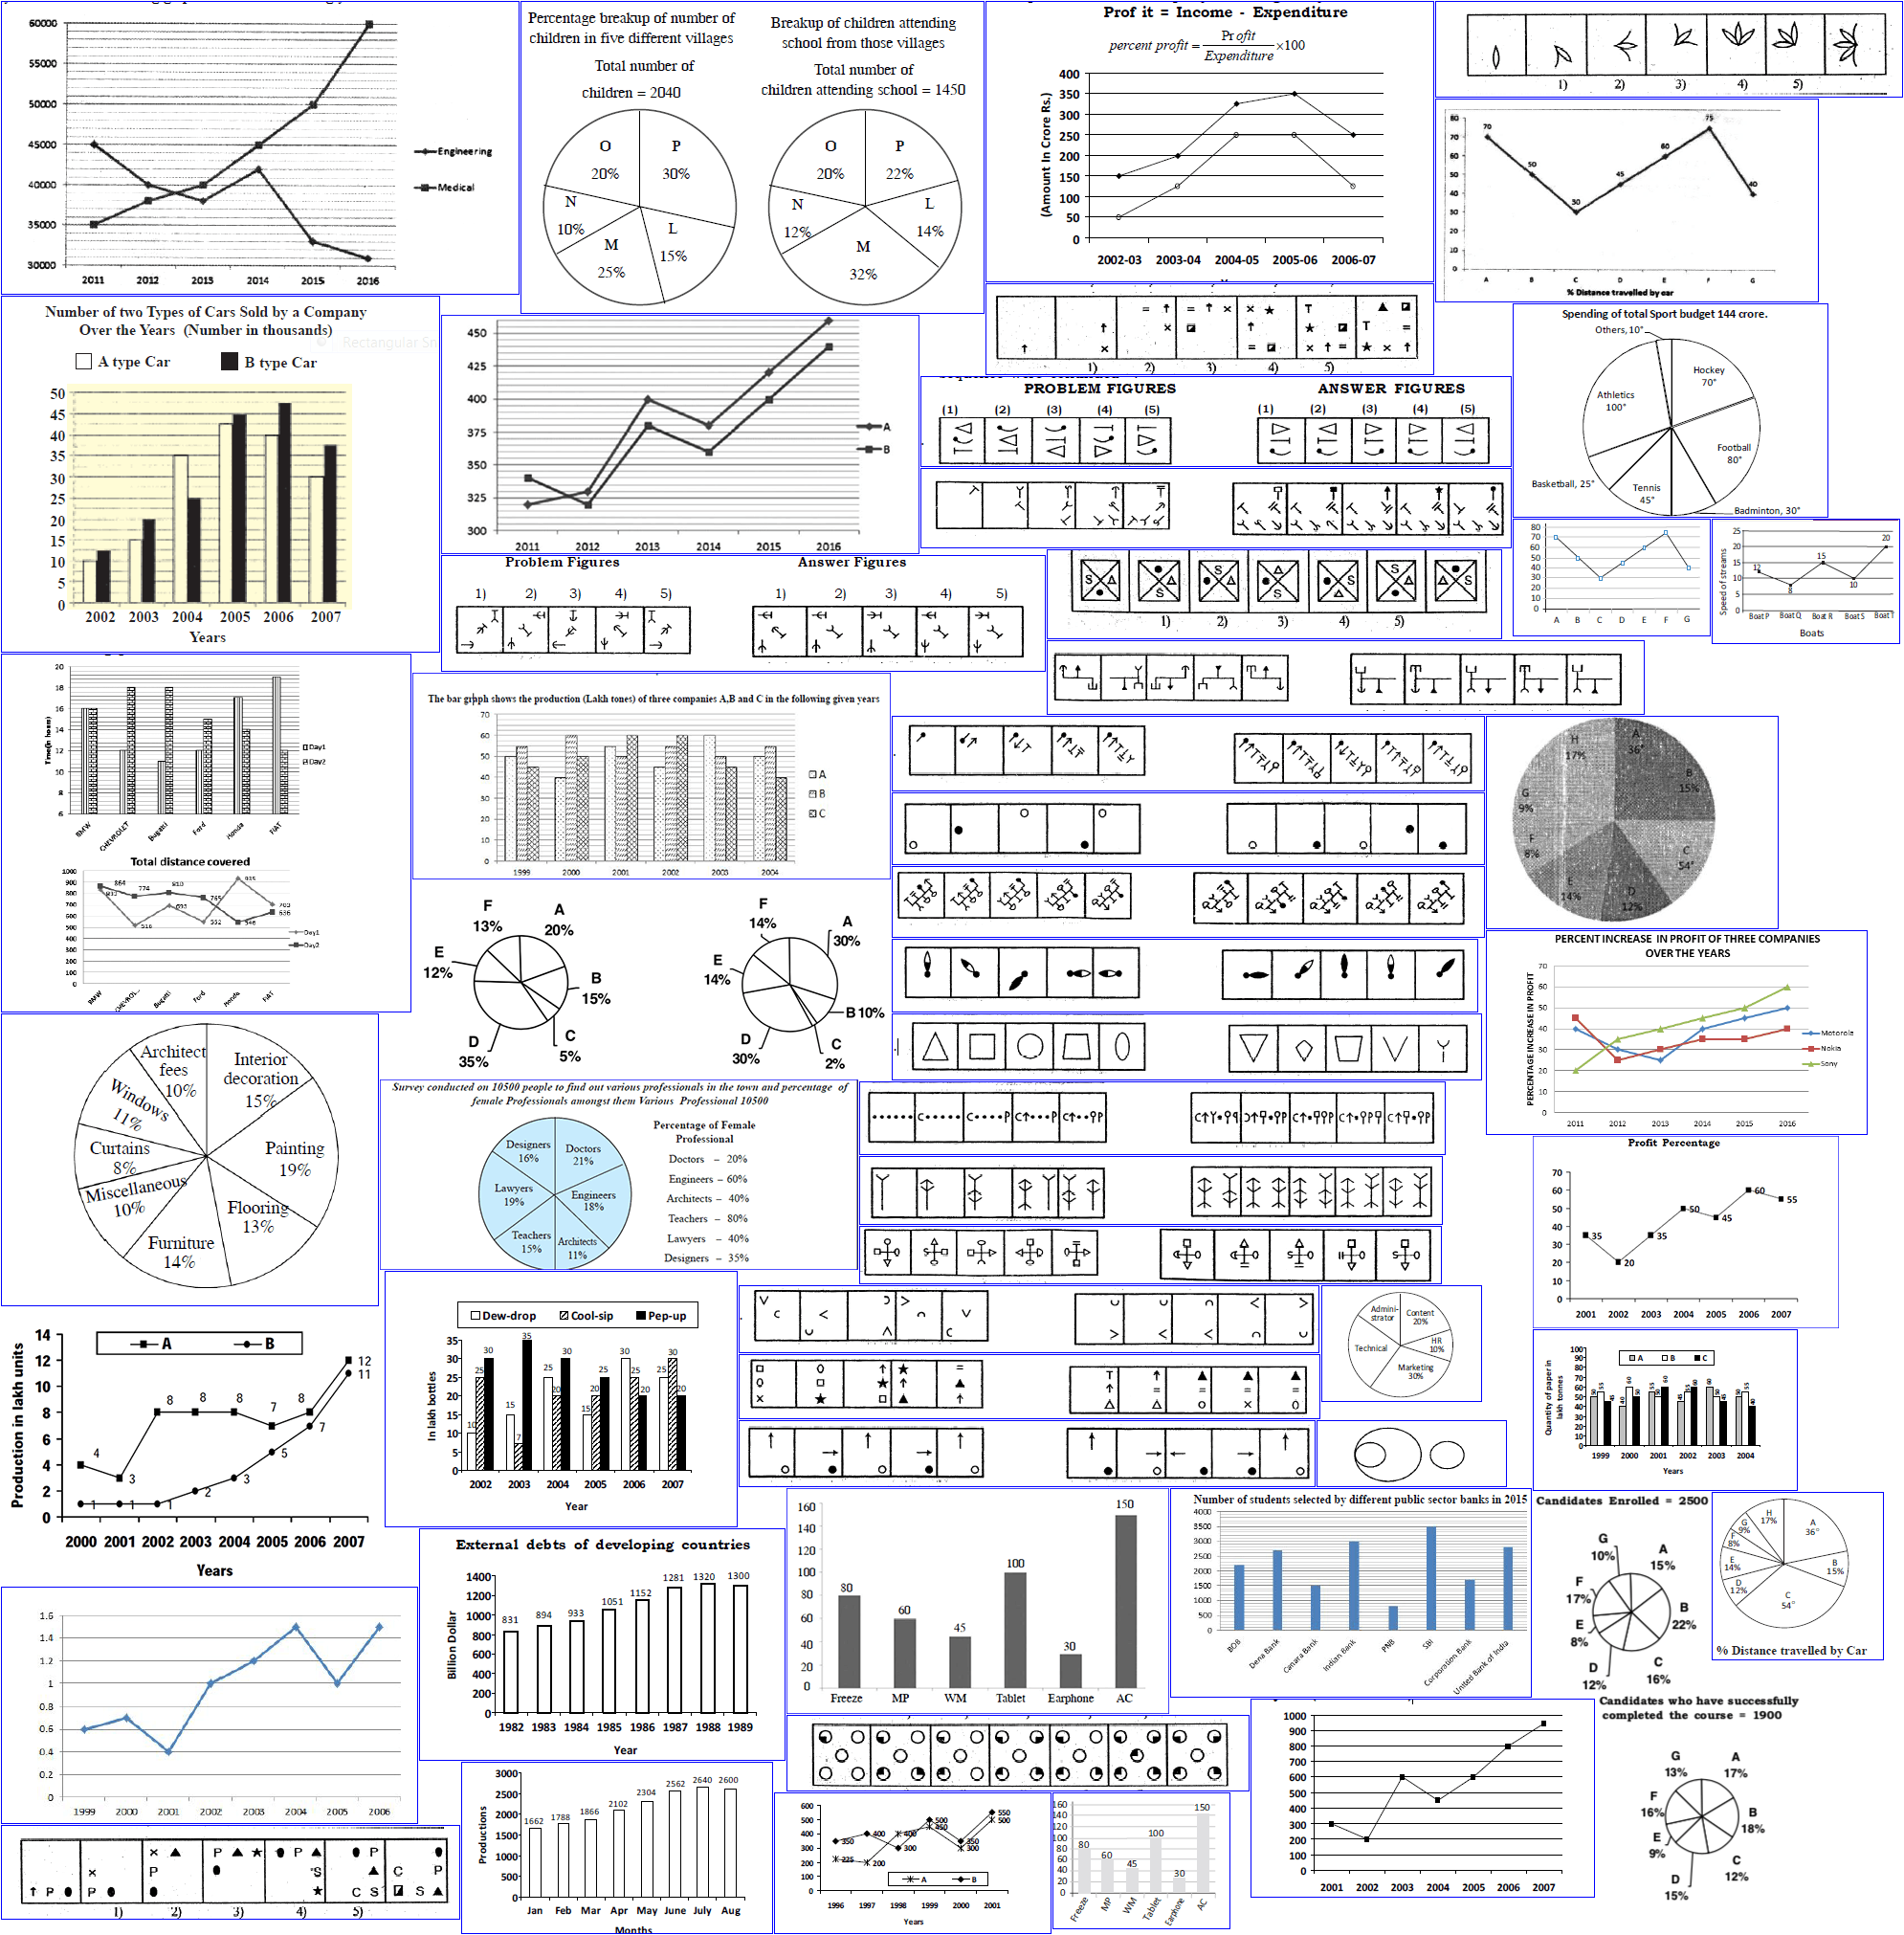 60000
55000
50000
45000
40000
35000
30000
2011 2012 2013 2014 2015 2016
Engineering
Medical
Percentage breakup of number of
children in five different villages
Total number of
children = 2040
O
20%
P
30%
N
10%
M
25%
L
15%
Breakup of children attending
school from those villages
Total number of
children attending school = 1450
O
20%
P
22%
N
12%
L
14%
M
32%
Prof it = Income - Expenditure
percent profit = Pr ofit / Expenditure ×100
(Amount In Crore Rs.)
400
350
300
250
200
150
100
50
0
2002-03 2003-04 2004-05 2005-06 2006-07
1) 2) 3) 4) 5)
80
70
60
50
40
30
20
10
0
70 50 30 45 60 75 40
A B C D E F G
% Distance travelled by car
Number of two Types of Cars Sold by a Company
Over the Years (Number in thousands)
A type Car B type Car
50
45
40
35
30
25
20
15
10
5
0
2002 2003 2004 2005 2006 2007
Years
450
425
400
375
350
325
300
2011 2012 2013 2014 2015 2016
A
B
1) 2) 3) 4) 5)
PROBLEM FIGURES ANSWER FIGURES
(1) (2) (3) (4) (5) (1) (2) (3) (4) (5)
Spending of total Sport budget 144 crore.
Others, 10°
Hockey
70°
Athletics
100°
Football
80°
Basketball, 25°
Tennis
45°
Badminton, 30°
80
70
60
50
40
30
20
10
0
A B C D E F G
Speed of streams
25
20
15
10
5
0
12 8 15 10 20
Boat P Boat Q Boat R Boat S Boat T
Boats
Problem Figures Answer Figures
1) 2) 3) 4) 5) 1) 2) 3) 4) 5)
1) 2) 3) 4) 5)
Time(in hours)
20
18
16
14
12
10
8
6
BMW CHEVROLET Bugatti Ford Honda FIAT
Day1
Day2
Total distance covered
1000
900
800
700
600
500
400
300
200
100
0
864 774 810 765 935 703
832 516 693 552 546 636
BMW Bugatti Ford Honda FIAT
Day1
Day2
The bar graph shows the production (Lakh tones) of three companies A,B and C in the following given years
70
60
50
40
30
20
10
0
1999 2000 2001 2002 2003 2004
A
B
C
F
13%
A
20%
E
12%
B
15%
D
35%
C
5%
F
14%
A
30%
E
14%
B 10%
D
30%
C
2%
H
17%
A
36°
B
15%
G
9%
F
8%
C
54°
E
14%
D
12%
PERCENT INCREASE IN PROFIT OF THREE COMPANIES
OVER THE YEARS
PERCENTAGE INCREASE IN PROFIT
70
60
50
40
30
20
10
0
2011 2012 2013 2014 2015 2016
Motorola
Nokia
Sony
Architect
fees
10%
Interior
decoration
15%
Windows
11%
Painting
19%
Curtains
8%
Miscellaneous
10%
Flooring
13%
Furniture
14%
Survey conducted on 10500 people to find out various professionals in the town and percentage of
female Professionals amongst them Various Professional 10500
Designers
16%
Doctors
21%
Lawyers
19%
Engineers
18%
Teachers
15%
Architects
11%
Percentage of Female
Professional
Doctors – 20%
Engineers – 60%
Architects – 40%
Teachers – 80%
Lawyers – 40%
Designers – 35%
Profit Percentage
70
60
50
40
30
20
10
0
35 20 35 50 45 60 55
2001 2002 2003 2004 2005 2006 2007
Production in lakh units
A B
14
12
10
8
6
4
2
0
4 3 8 8 8 7 8 12
1 1 1 2 3 5 7 11
2000 2001 2002 2003 2004 2005 2006 2007
Years
Dew-drop Cool-sip Pep-up
In lakh bottles
35
30
25
20
15
10
5
0
10 25 30 15 7 35 25 20 30 15 20 25 30 25 20 25 30 20
2002 2003 2004 2005 2006 2007
Year
Admini-
strator
Content
20%
HR
10%
Technical
Marketing
30%
Quantity of paper in
lakh tonnes
A B C
100
90
80
70
60
50
40
30
20
10
0
50 55 45 40 60 50 55 50 60 45 55 60 60 50 45 50 55 40
1999 2000 2001 2002 2003 2004
Years
External debts of developing countries
Billion Dollar
1400
1200
1000
800
600
400
200
0
831 894 933 1051 1152 1281 1320 1300
1982 1983 1984 1985 1986 1987 1988 1989
Year
160
140
120
100
80
60
40
20
0
80 60 45 100 30 150
Freeze MP WM Tablet Earphone AC
Number of students selected by different public sector banks in 2015
4000
3500
3000
2500
2000
1500
1000
500
0
BOB Dena Bank Canara Bank Indian Bank PNB SBI Corporation Bank United Bank of India
Candidates Enrolled = 2500
G
10%
A
15%
F
17%
B
22%
E
8%
D
12%
C
16%
H
17%
A
36°
G
9%
F
8%
B
15%
E
14%
D
12%
C
54°
% Distance travelled by Car
1.6
1.4
1.2
1
0.8
0.6
0.4
0.2
0
1999 2000 2001 2002 2003 2004 2005 2006
Productions
3000
2500
2000
1500
1000
500
0
1662 1788 1866 2102 2304 2562 2640 2600
Jan Feb Mar Apr May June July Aug
Months
600
500
400
300
200
100
0
350 400 300 500 350 550
225 200 400 450 300 500
A B
1996 1997 1998 1999 2000 2001
Years
160
140
120
100
80
60
40
20
0
80 60 45 100 30 150
Freeze MP WM Tablet Earphone AC
1000
900
800
700
600
500
400
300
200
100
0
2001 2002 2003 2004 2005 2006 2007
Candidates who have successfully
completed the course = 1900
G
13%
A
17%
F
16%
B
18%
E
9%
D
15%
C
12%
1) 2) 3) 4) 5)